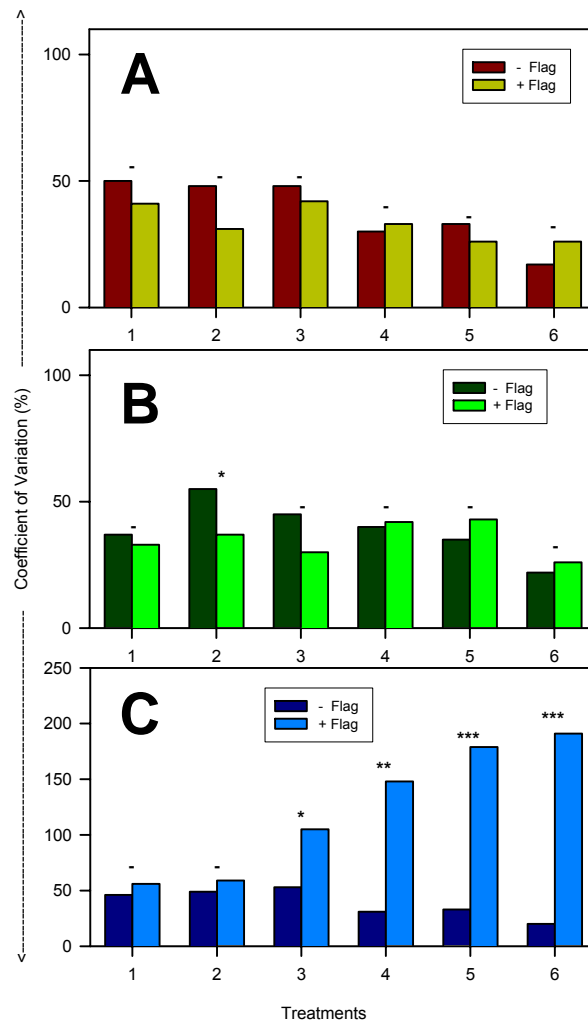 A
- Flag
+ Flag
100
50
0
- - - - - -
1 2 3 4 5 6
B
- Flag
+ Flag
100
50
0
- * - - - -
1 2 3 4 5 6
C
- Flag
+ Flag
250
200
150
100
50
0
- - * ** *** ***
1 2 3 4 5 6
Treatments
Coefficient of Variation (%)